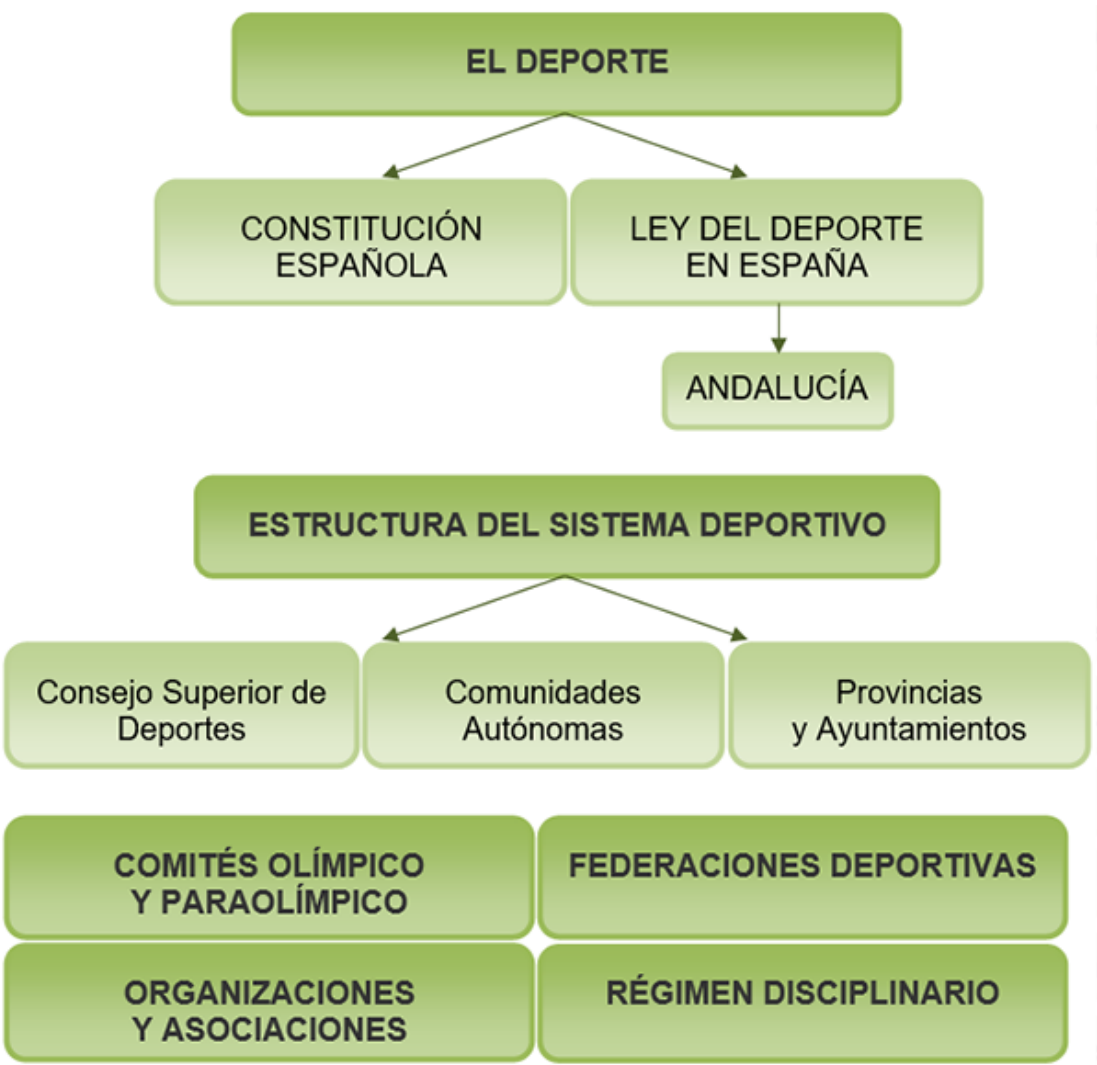 EL DEPORTE
CONSTITUCIÓN
ESPAÑOLA
LEY DEL DEPORTE
EN ESPAÑA
ANDALUCÍA
ESTRUCTURA DEL SISTEMA DEPORTIVO
Consejo Superior de
Deportes
Comunidades
Autónomas
Provincias
y Ayuntamientos
COMITÉS OLÍMPICO
Y PARAOLÍMPICO
FEDERACIONES DEPORTIVAS
ORGANIZACIONES
Y ASOCIACIONES
RÉGIMEN DISCIPLINARIO